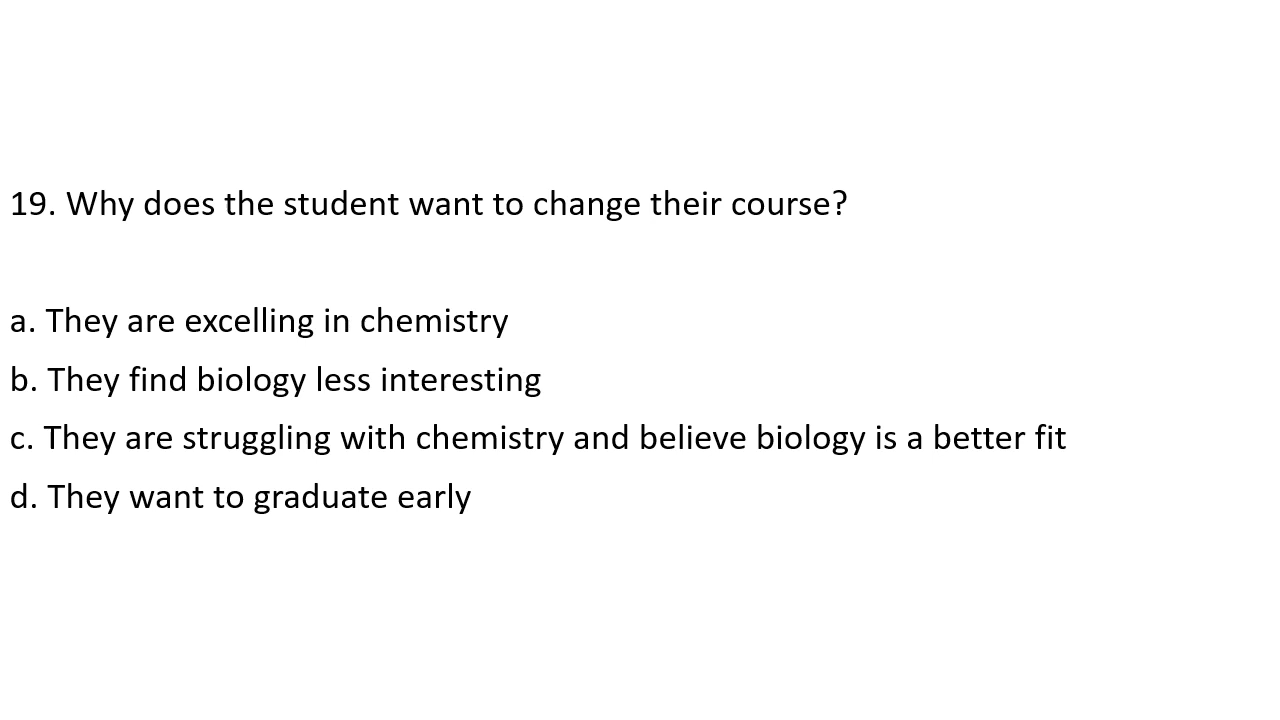 19. Why does the student want to change their course?
a. They are excelling in chemistry
b. They find biology less interesting
c. They are struggling with chemistry and believe biology is a better fit
d. They want to graduate early